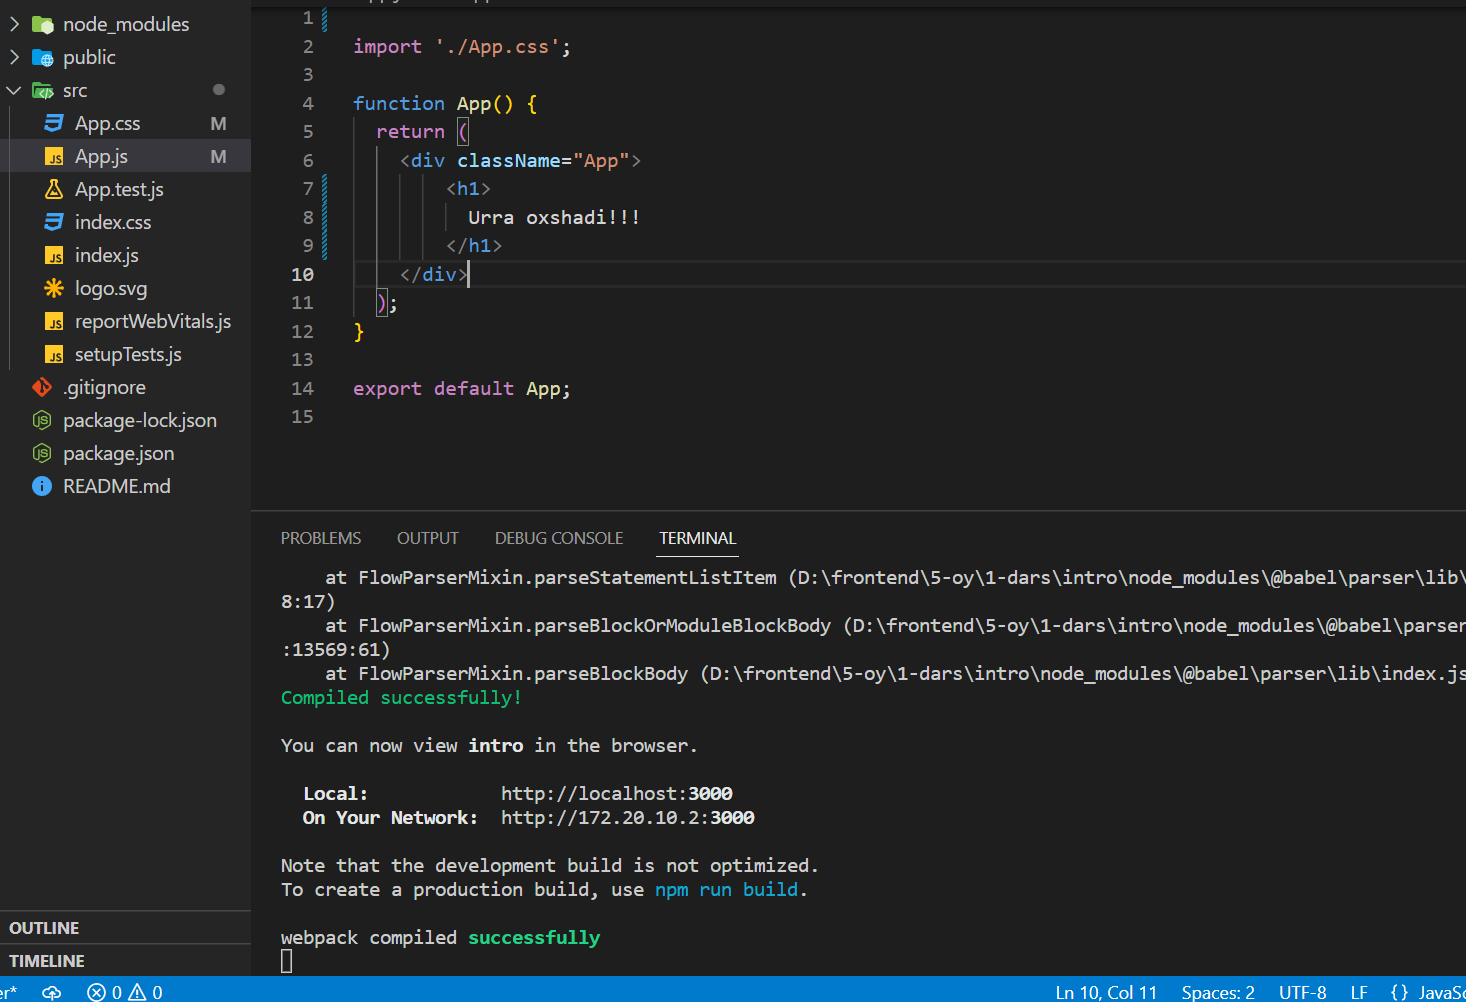 node_modules
public
src
App.css M
App.js M
App.test.js
index.css
index.js
logo.svg
reportWebVitals.js
setupTests.js
.gitignore
package-lock.json
package.json
README.md
OUTLINE
TIMELINE
1
2 import './App.css';
3
4 function App() {
5 return (
6 <div className="App">
7 <h1>
8 Urra oxshadi!!!
9 </h1>
10 </div>
11 );
12 }
13
14 export default App;
15
PROBLEMS OUTPUT DEBUG CONSOLE TERMINAL
at FlowParserMixin.parseStatementListItem (D:\frontend\5-oy\1-dars\intro\node_modules\@babel\parser\lib\
8:17)
at FlowParserMixin.parseBlockOrModuleBlockBody (D:\frontend\5-oy\1-dars\intro\node_modules\@babel\parser
:13569:61)
at FlowParserMixin.parseBlockBody (D:\frontend\5-oy\1-dars\intro\node_modules\@babel\parser\lib\index.js
Compiled successfully!
You can now view intro in the browser.
Local: http://localhost:3000
On Your Network: http://172.20.10.2:3000
Note that the development build is not optimized.
To create a production build, use npm run build.
webpack compiled successfully
er* 0 0 Ln 10, Col 11 Spaces: 2 UTF-8 LF {} JavaSc